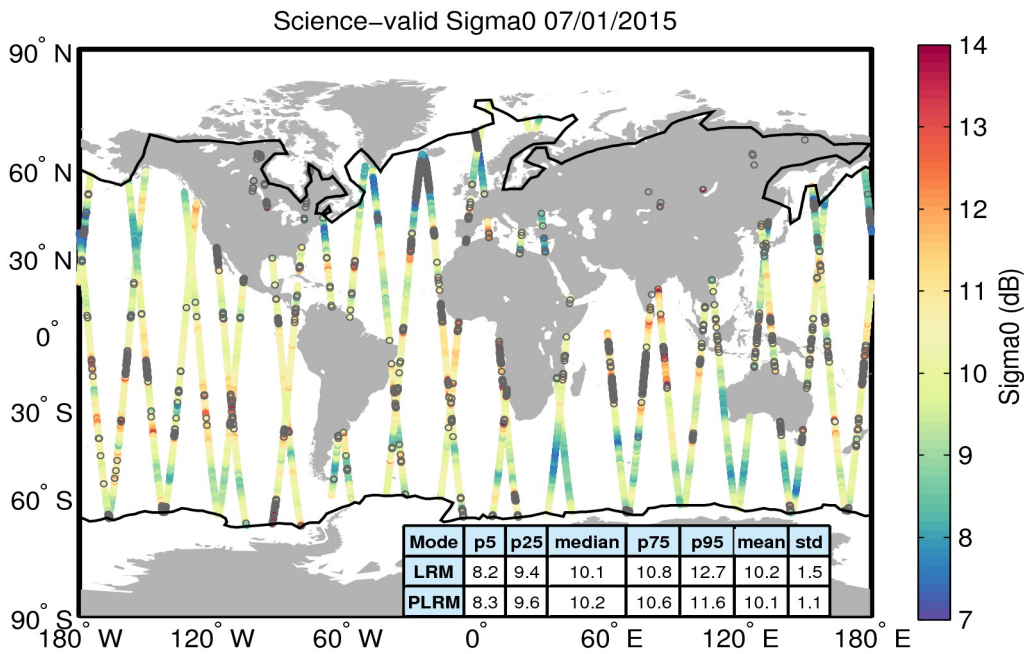 Science−valid Sigma0 07/01/2015
90° N
60° N
30° N
0°
30° S
60° S
90° S
180° W
120° W
60° W
0°
60° E
120° E
180° E
14
13
12
11
10
9
8
7
Sigma0 (dB)
Mode p5 p25 median p75 p95 mean std
LRM 8.2 9.4 10.1 10.8 12.7 10.2 1.5
PLRM 8.3 9.6 10.2 10.6 11.6 10.1 1.1